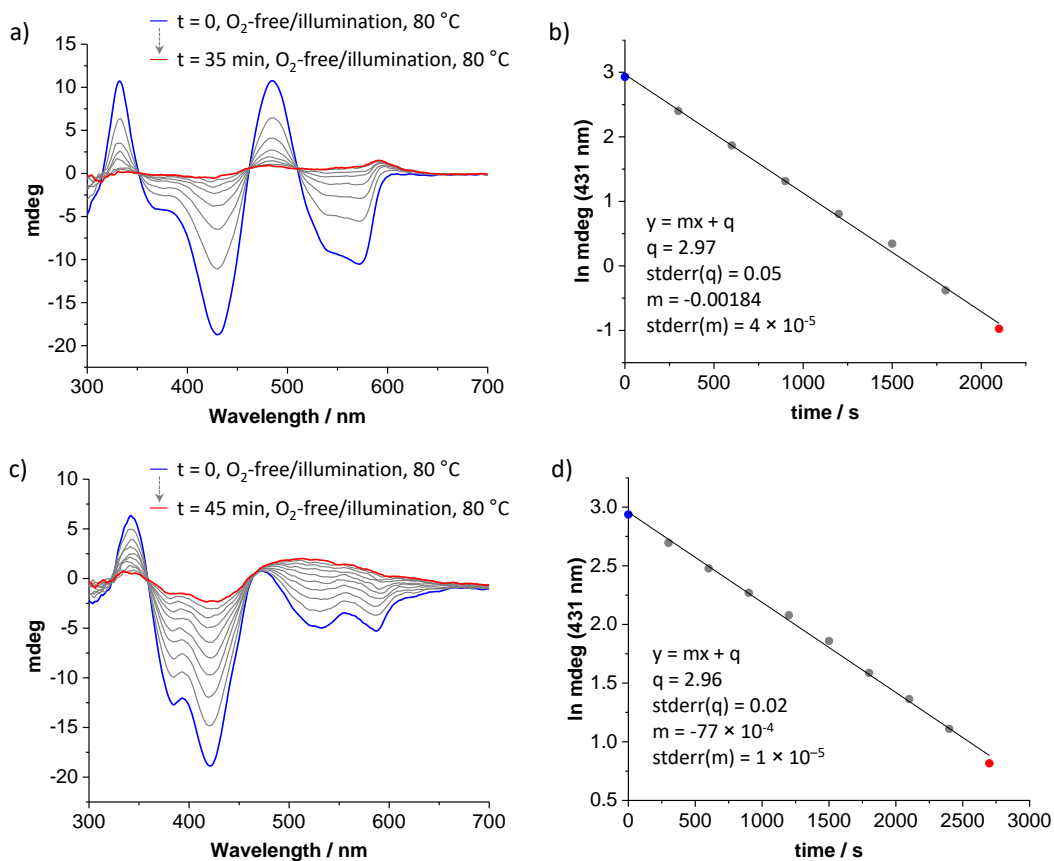 a)
t = 0, O₂-free/illumination, 80 °C
t = 35 min, O₂-free/illumination, 80 °C
15
10
5
0
-5
-10
-15
-20
mdeg
300 400 500 600 700
Wavelength / nm
b)
3
2
1
0
-1
ln mdeg (431 nm)
y = mx + q
q = 2.97
stderr(q) = 0.05
m = -0.00184
stderr(m) = 4 × 10⁻⁵
0 500 1000 1500 2000
time / s
c)
t = 0, O₂-free/illumination, 80 °C
t = 45 min, O₂-free/illumination, 80 °C
10
5
0
-5
-10
-15
-20
mdeg
300 400 500 600 700
Wavelength / nm
d)
3.0
2.5
2.0
1.5
1.0
0.5
ln mdeg (431 nm)
y = mx + q
q = 2.96
stderr(q) = 0.02
m = -77 × 10⁻⁴
stderr(m) = 1 × 10⁻⁵
0 500 1000 1500 2000 2500 3000
time / s